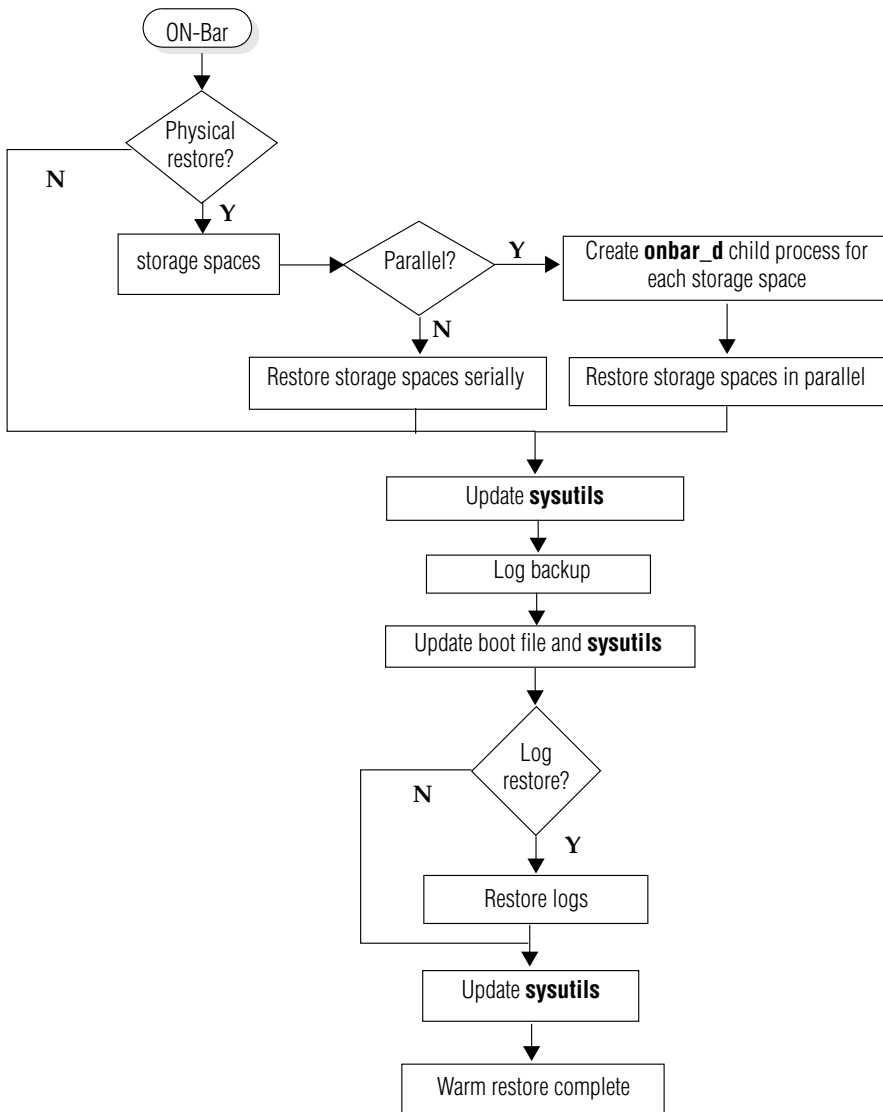 ON-Bar
Physical
restore?
N
Y
storage spaces
Parallel?
Y
Create onbar_d child process for
each storage space
N
Restore storage spaces serially
Restore storage spaces in parallel
Update sysutils
Log backup
Update boot file and sysutils
Log
restore?
N
Y
Restore logs
Update sysutils
Warm restore complete